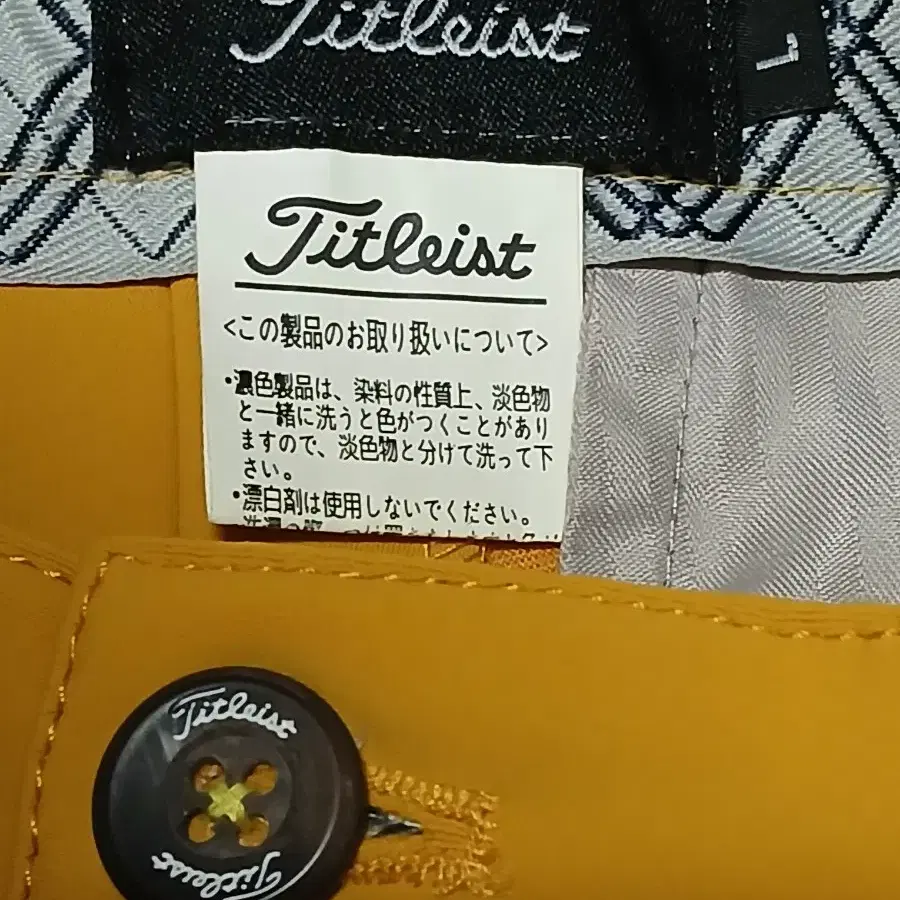 Titleist
L
Titleist
<この製品のお取り扱いについて>
•濃色製品は、染料の性質上、淡色物
と一緒に洗うと色がつくことがあり
ますので、淡色物と分けて洗って下
さい。
•漂白剤は使用しないでください。
Titleist
Titleist